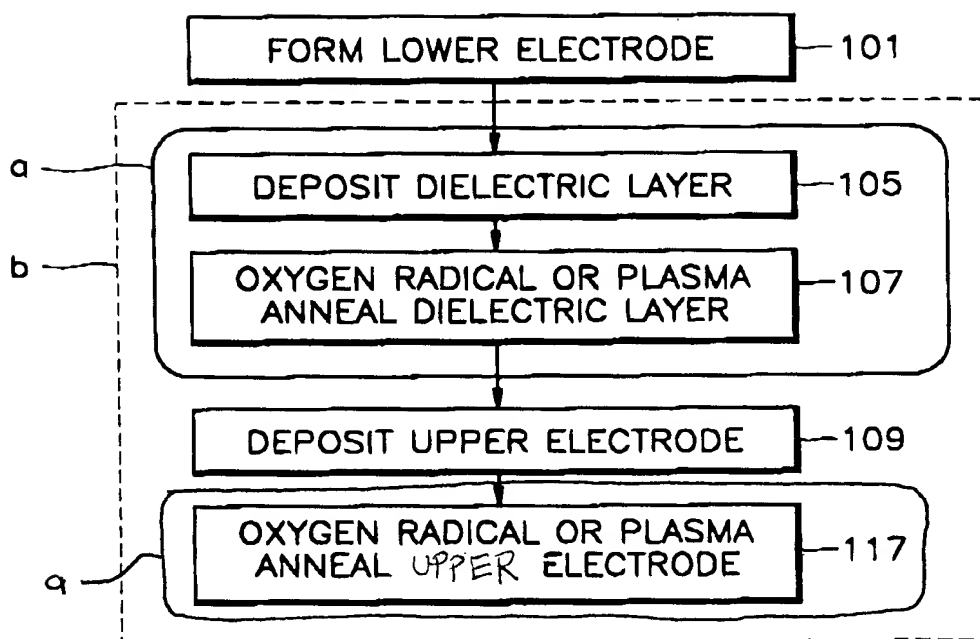 FORM LOWER ELECTRODE 101
a
DEPOSIT DIELECTRIC LAYER 105
b
OXYGEN RADICAL OR PLASMA
ANNEAL DIELECTRIC LAYER 107
DEPOSIT UPPER ELECTRODE 109
OXYGEN RADICAL OR PLASMA
ANNEAL UPPER ELECTRODE 117
a